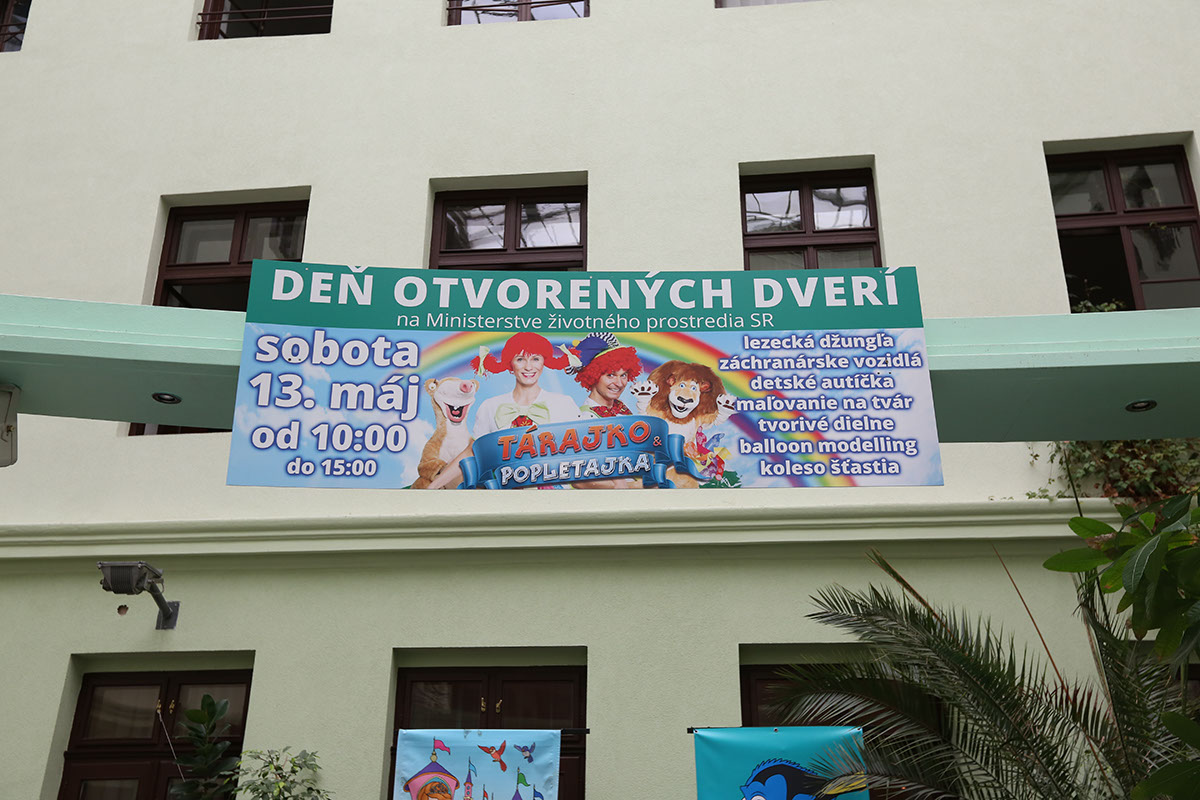 DEŇ OTVORENÝCH DVERÍ
na Ministerstve životného prostredia SR
sobota
13. máj
od 10:00
do 15:00
TÁRAJKO &
POPLETAJKA
lezecká džungľa
záchranárske vozidlá
detské autíčka
maľovanie na tvár
tvorivé dielne
balloon modelling
koleso šťastia